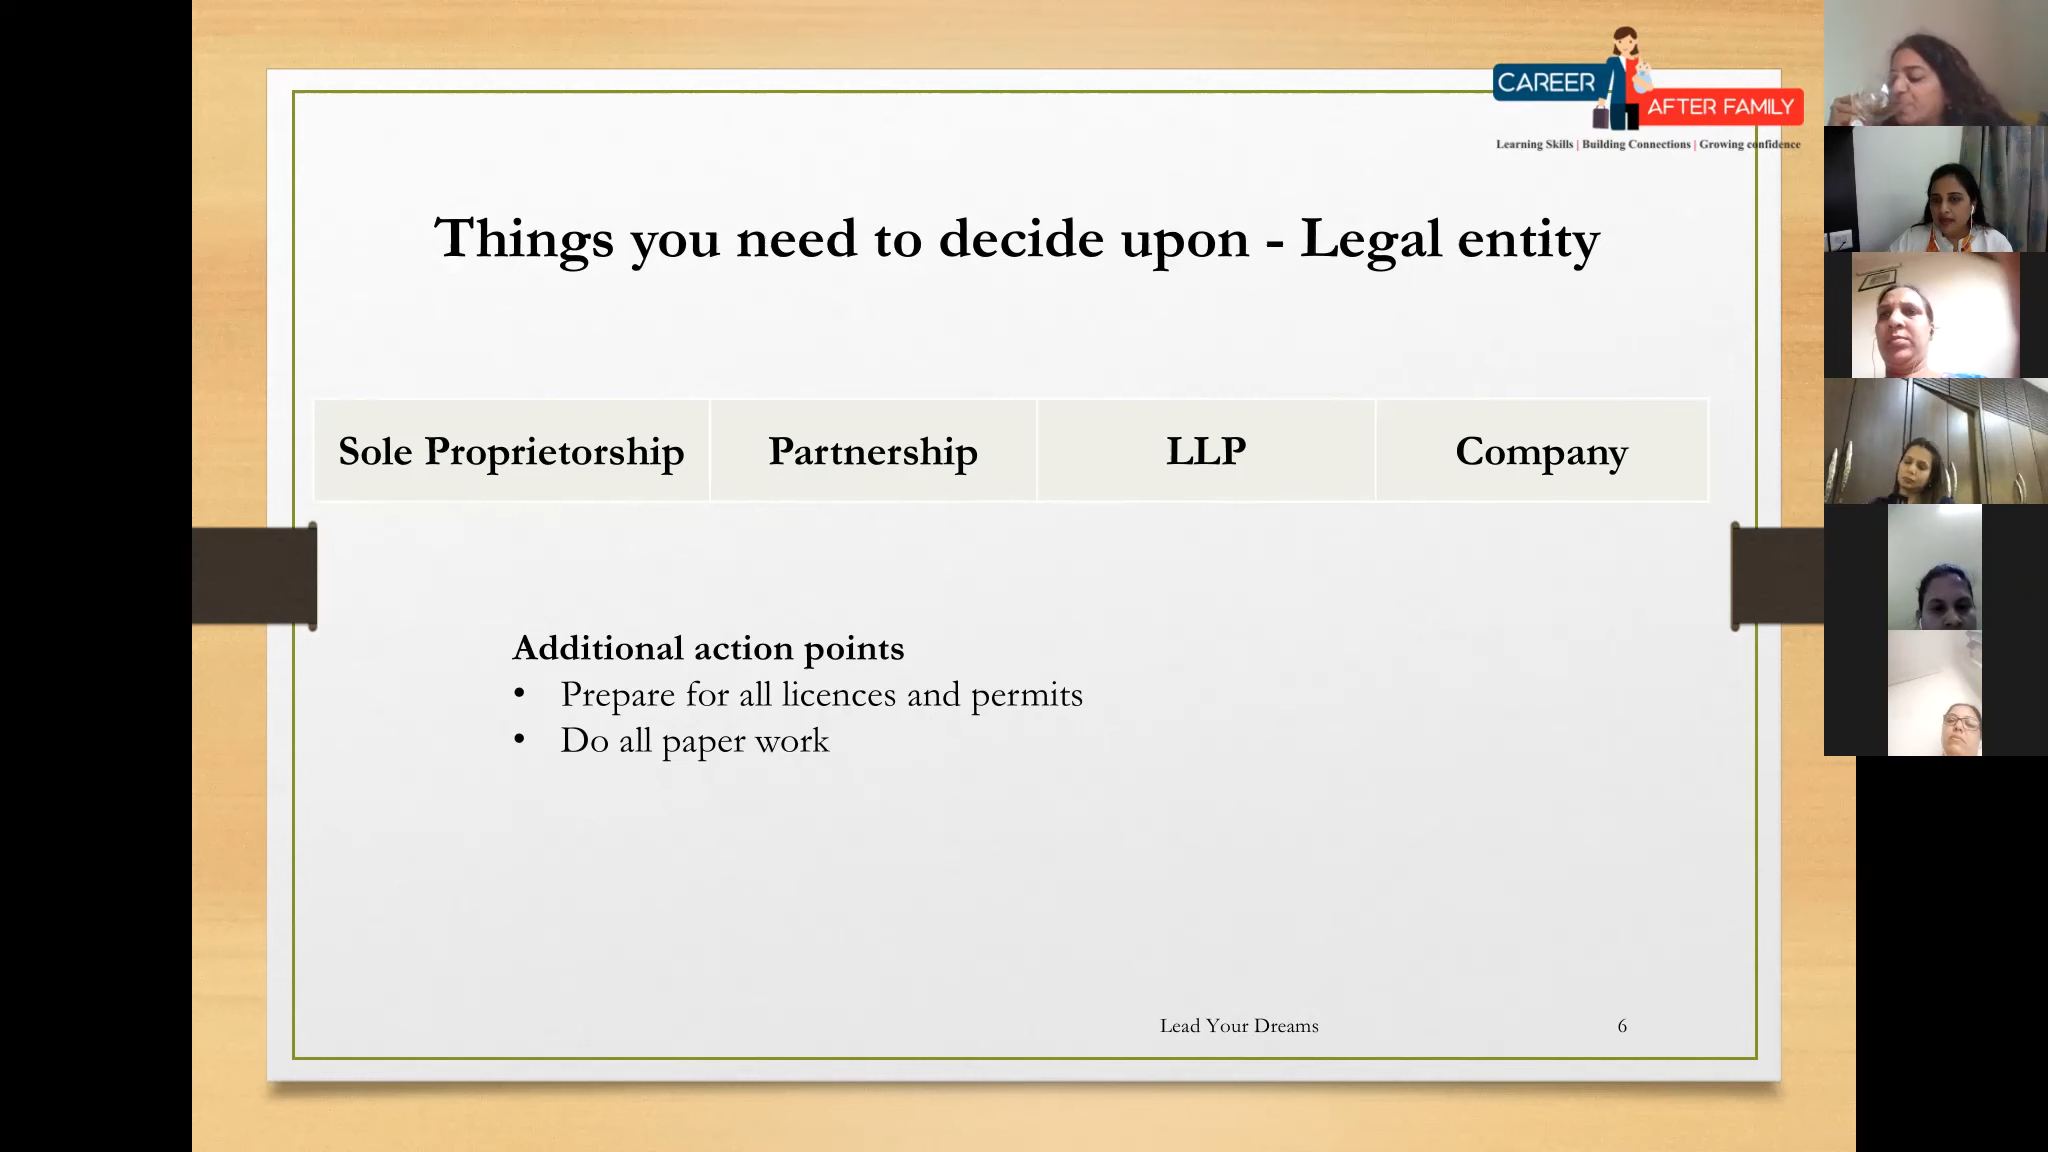 CAREER
AFTER FAMILY
Learning Skills | Building Connections | Growing confidence
Things you need to decide upon - Legal entity
Sole Proprietorship Partnership LLP Company
Additional action points
• Prepare for all licences and permits
• Do all paper work
Lead Your Dreams 6